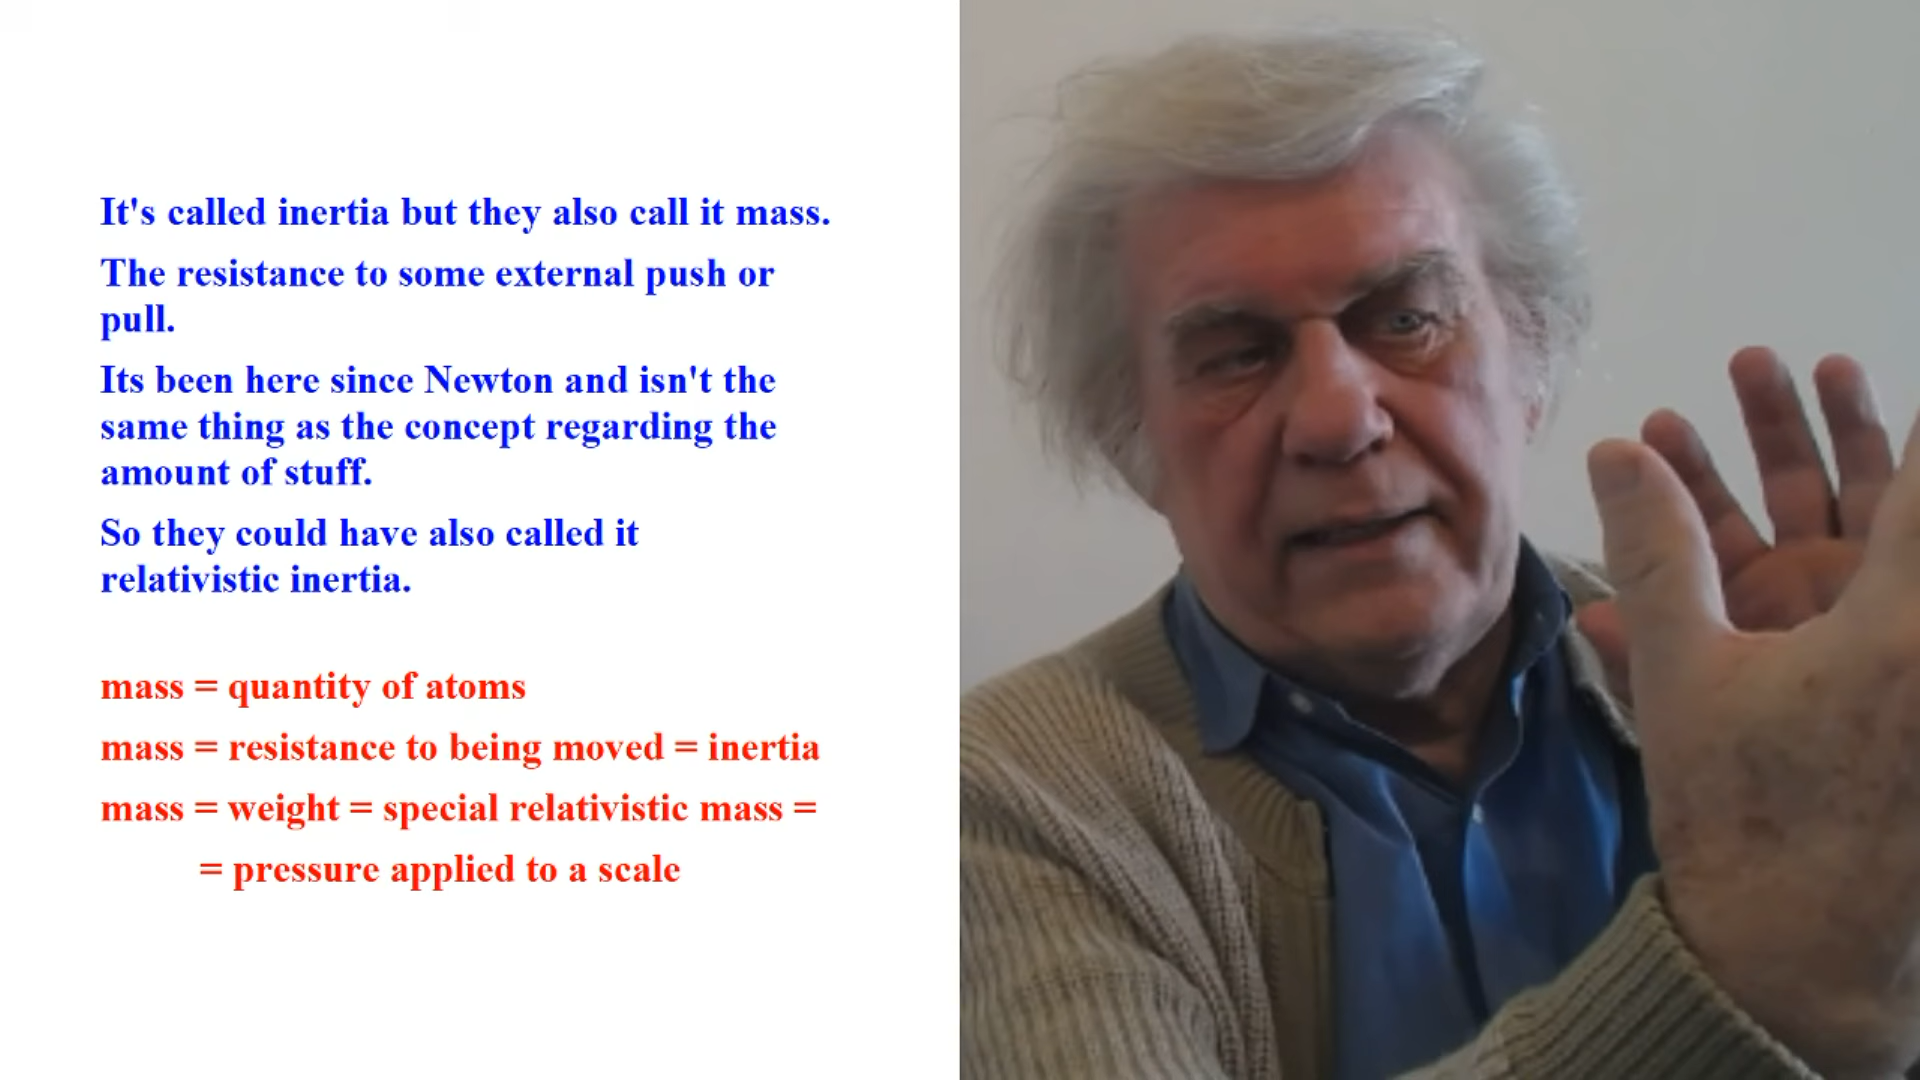 It's called inertia but they also call it mass.
The resistance to some external push or
pull.
Its been here since Newton and isn't the
same thing as the concept regarding the
amount of stuff.
So they could have also called it
relativistic inertia.
mass = quantity of atoms
mass = resistance to being moved = inertia
mass = weight = special relativistic mass =
= pressure applied to a scale